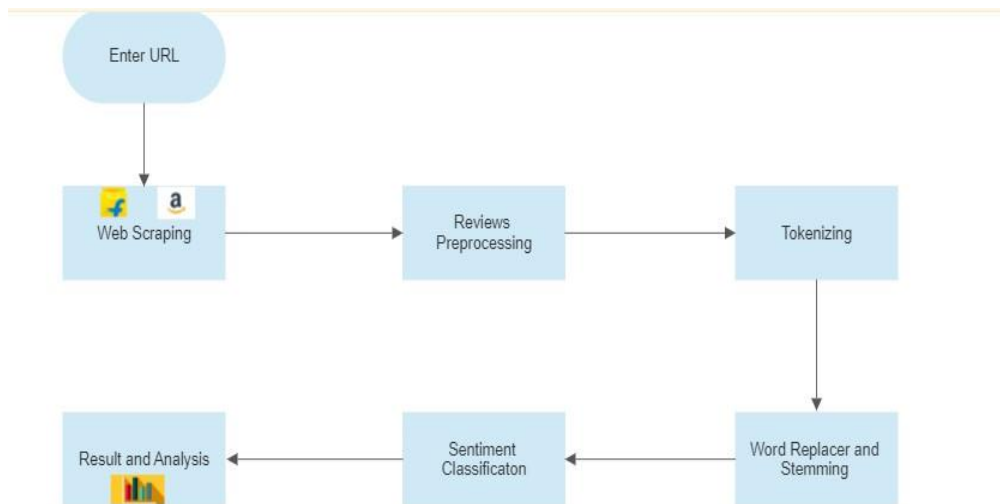 Enter URL
a
Web Scraping
Reviews
Preprocessing
Tokenizing
Word Replacer and
Stemming
Sentiment
Classificaton
Result and Analysis